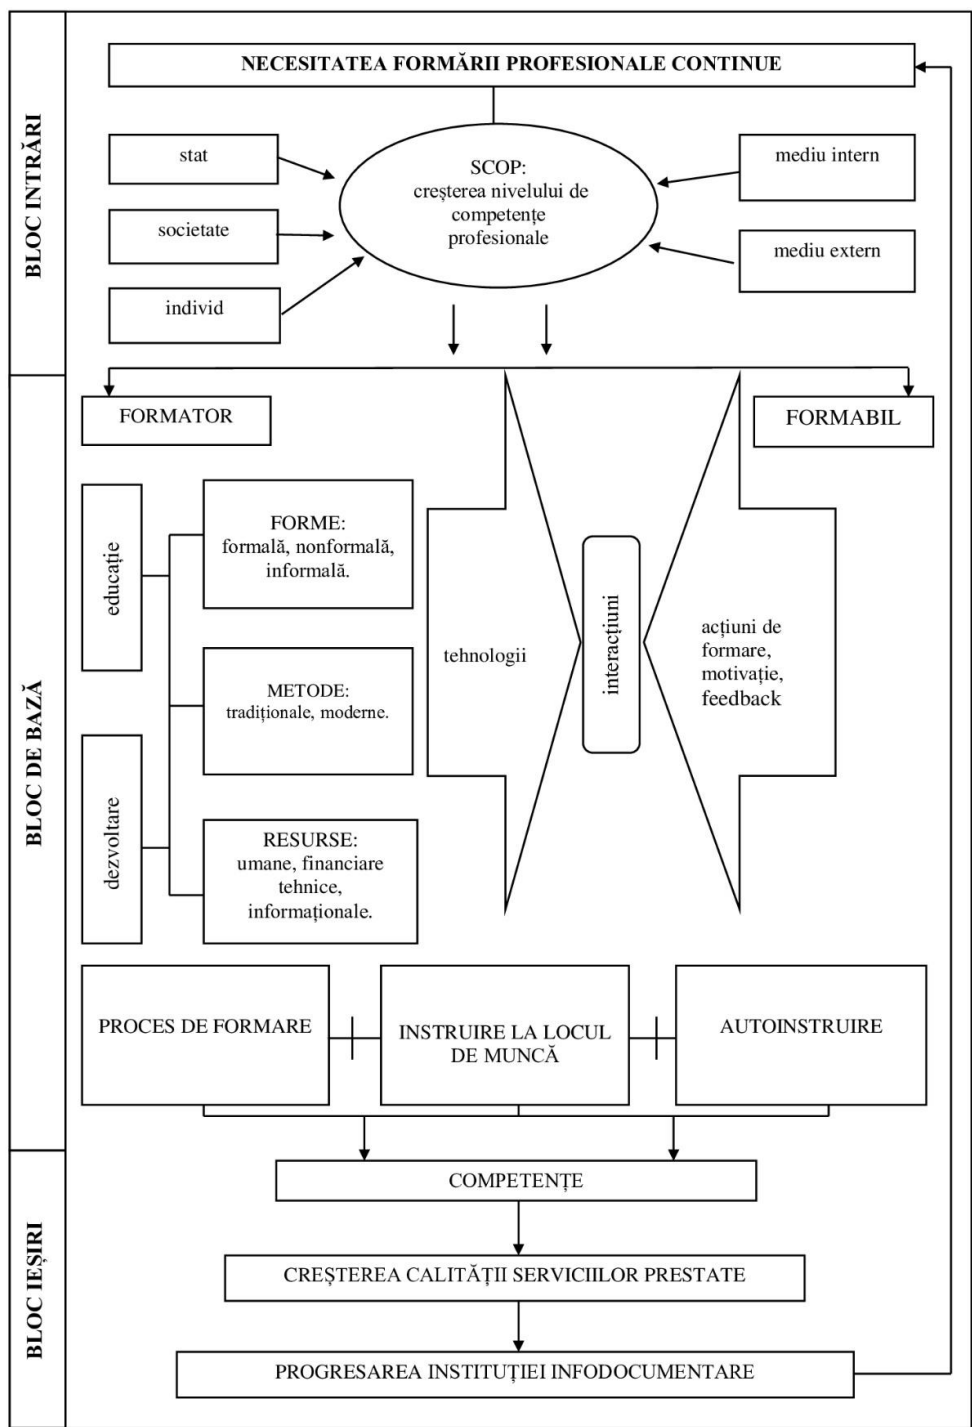 BLOC INTRĂRI
NECESITATEA FORMĂRII PROFESIONALE CONTINUE
stat
societate
individ
SCOP:
creșterea nivelului de
competențe
profesionale
mediu intern
mediu extern
BLOC DE BAZĂ
FORMATOR
FORMABIL
educație
dezvoltare
FORME:
formală, nonformală,
informală.
METODE:
tradiționale, moderne.
RESURSE:
umane, financiare
tehnice,
informaționale.
tehnologii
interacțiuni
acțiuni de
formare,
motivație,
feedback
PROCES DE FORMARE
INSTRUIRE LA LOCUL
DE MUNCĂ
AUTOINSTRUIRE
BLOC IEȘIRI
COMPETENȚE
CREȘTEREA CALITĂȚII SERVICIILOR PRESTATE
PROGRESAREA INSTITUȚIEI INFODOCUMENTARE